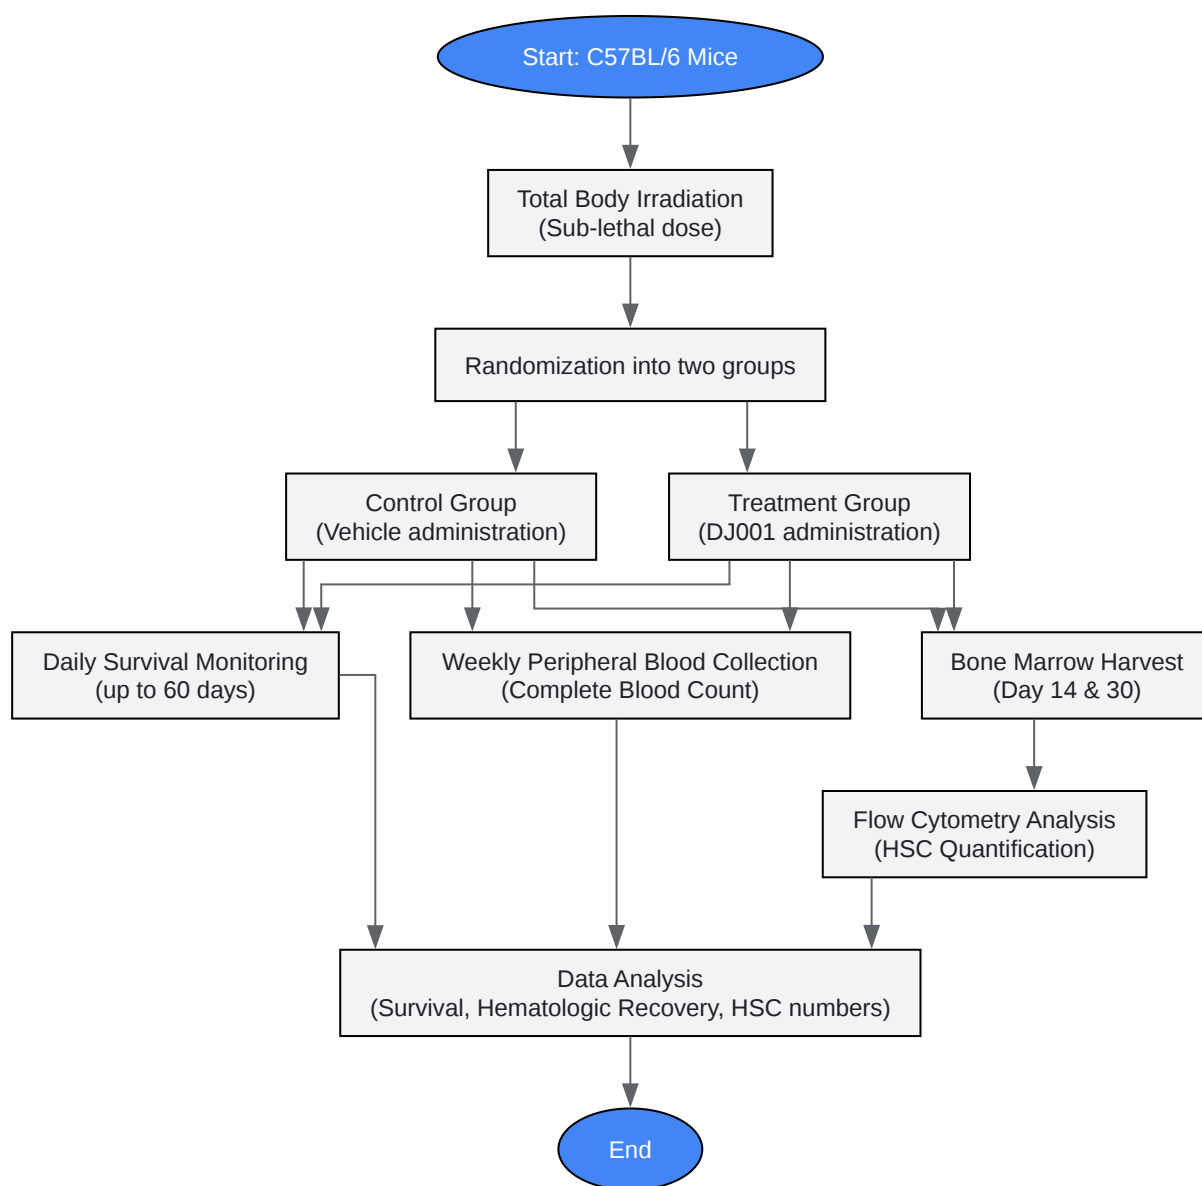 Start: C57BL/6 Mice
Total Body Irradiation
(Sub-lethal dose)
Randomization into two groups
Control Group
(Vehicle administration)
Treatment Group
(DJ001 administration)
Daily Survival Monitoring
(up to 60 days)
Weekly Peripheral Blood Collection
(Complete Blood Count)
Bone Marrow Harvest
(Day 14 & 30)
Flow Cytometry Analysis
(HSC Quantification)
Data Analysis
(Survival, Hematologic Recovery, HSC numbers)
End